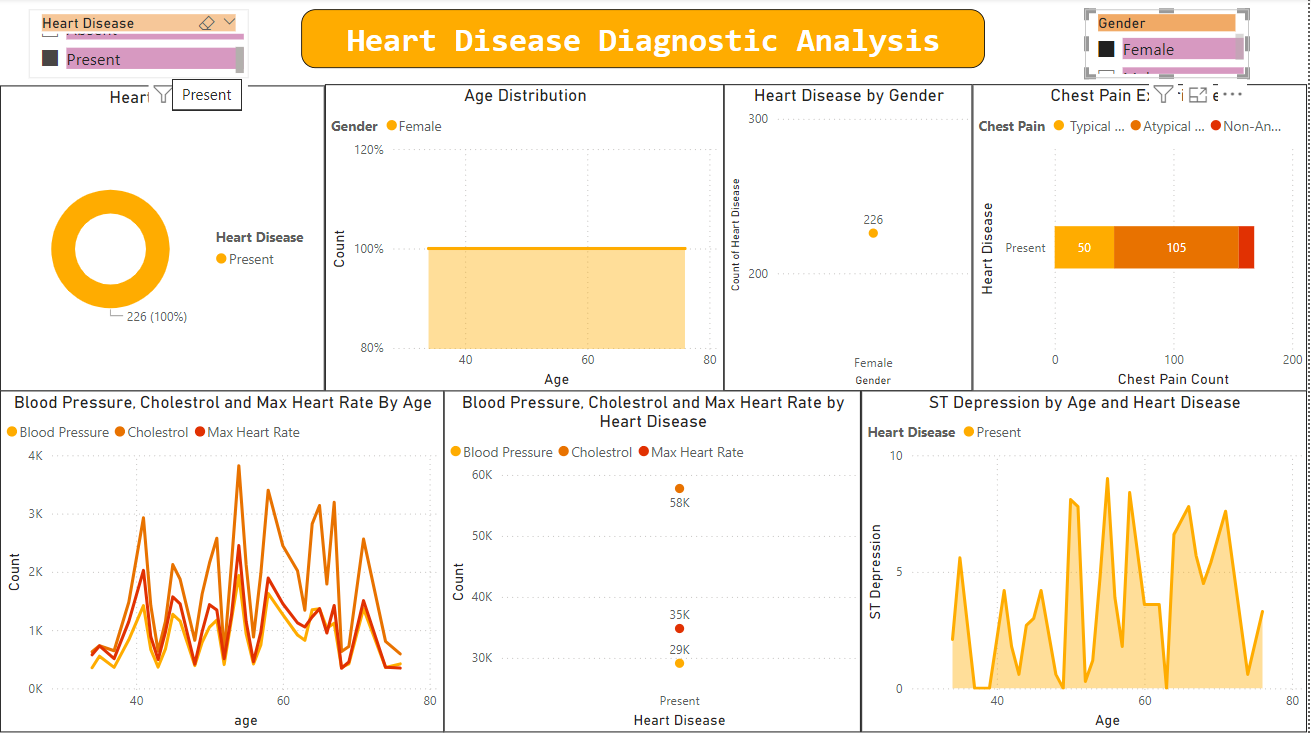 Heart Disease
Present
Heart Disease Diagnostic Analysis
Gender
Female
Present
Age Distribution
Gender Female
120%
100%
80%
Count
40 60 80
Age
Heart Disease by Gender
300
200
226
Count of Heart Disease
Female
Gender
Chest Pain
Chest Pain Typical ... Atypical ... Non-An...
Heart Disease
Present
50 105
0 100 200
Chest Pain Count
Heart Disease
Present
226 (100%)
Blood Pressure, Cholestrol and Max Heart Rate By Age
Blood Pressure Cholestrol Max Heart Rate
4K
3K
2K
1K
0K
Count
40 60 80
age
Blood Pressure, Cholestrol and Max Heart Rate by
Heart Disease
Blood Pressure Cholestrol Max Heart Rate
60K
50K
40K
30K
Count
58K
35K
29K
Present
Heart Disease
ST Depression by Age and Heart Disease
Heart Disease Present
10
5
0
ST Depression
40 60 80
Age